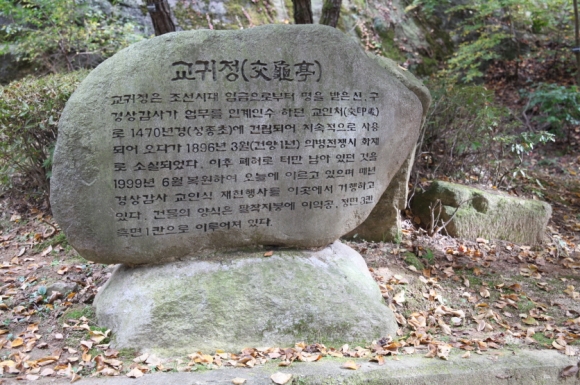 교귀정(交龜亭)
교귀정은 조선시대 임금으로부터 명을 받은 신, 구
경상감사가 업무를 인계인수 하던 교인처(交印處)
로 1470년경(성종초)에 건립되어 지속적으로 사용
되어 오다가 1896년 3월(건양1년) 의병전쟁시 화재
로 소실되었다. 이후 폐허로 터만 남아 있던 것을
1999년 6월 복원하여 오늘에 이르고 있으며 매년
경상감사 교인식 재현행사를 이곳에서 거행하고
있다. 건물의 양식은 팔작지붕에 이익공, 정면 3칸
측면 1칸으로 이루어져 있다.